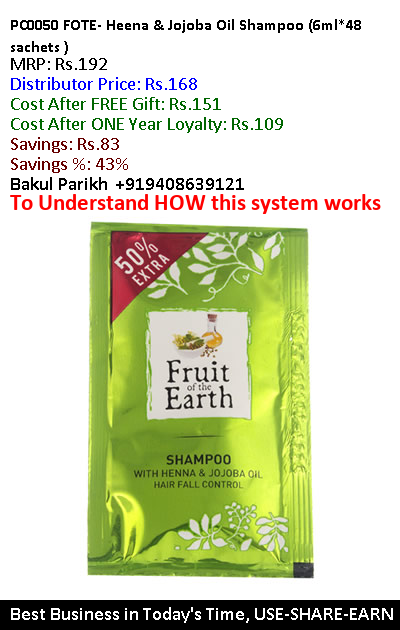 PC0050 FOTE- Heena & Jojoba Oil Shampoo (6ml*48
sachets )
MRP: Rs.192
Distributor Price: Rs.168
Cost After FREE Gift: Rs.151
Cost After ONE Year Loyalty: Rs.109
Savings: Rs.83
Savings %: 43%
Bakul Parikh +919408639121
To Understand HOW this system works
50%
EXTRA
Fruit
of the
Earth
SHAMPOO
WITH HENNA & JOJOBA OIL
HAIR FALL CONTROL
Best Business in Today's Time, USE-SHARE-EARN